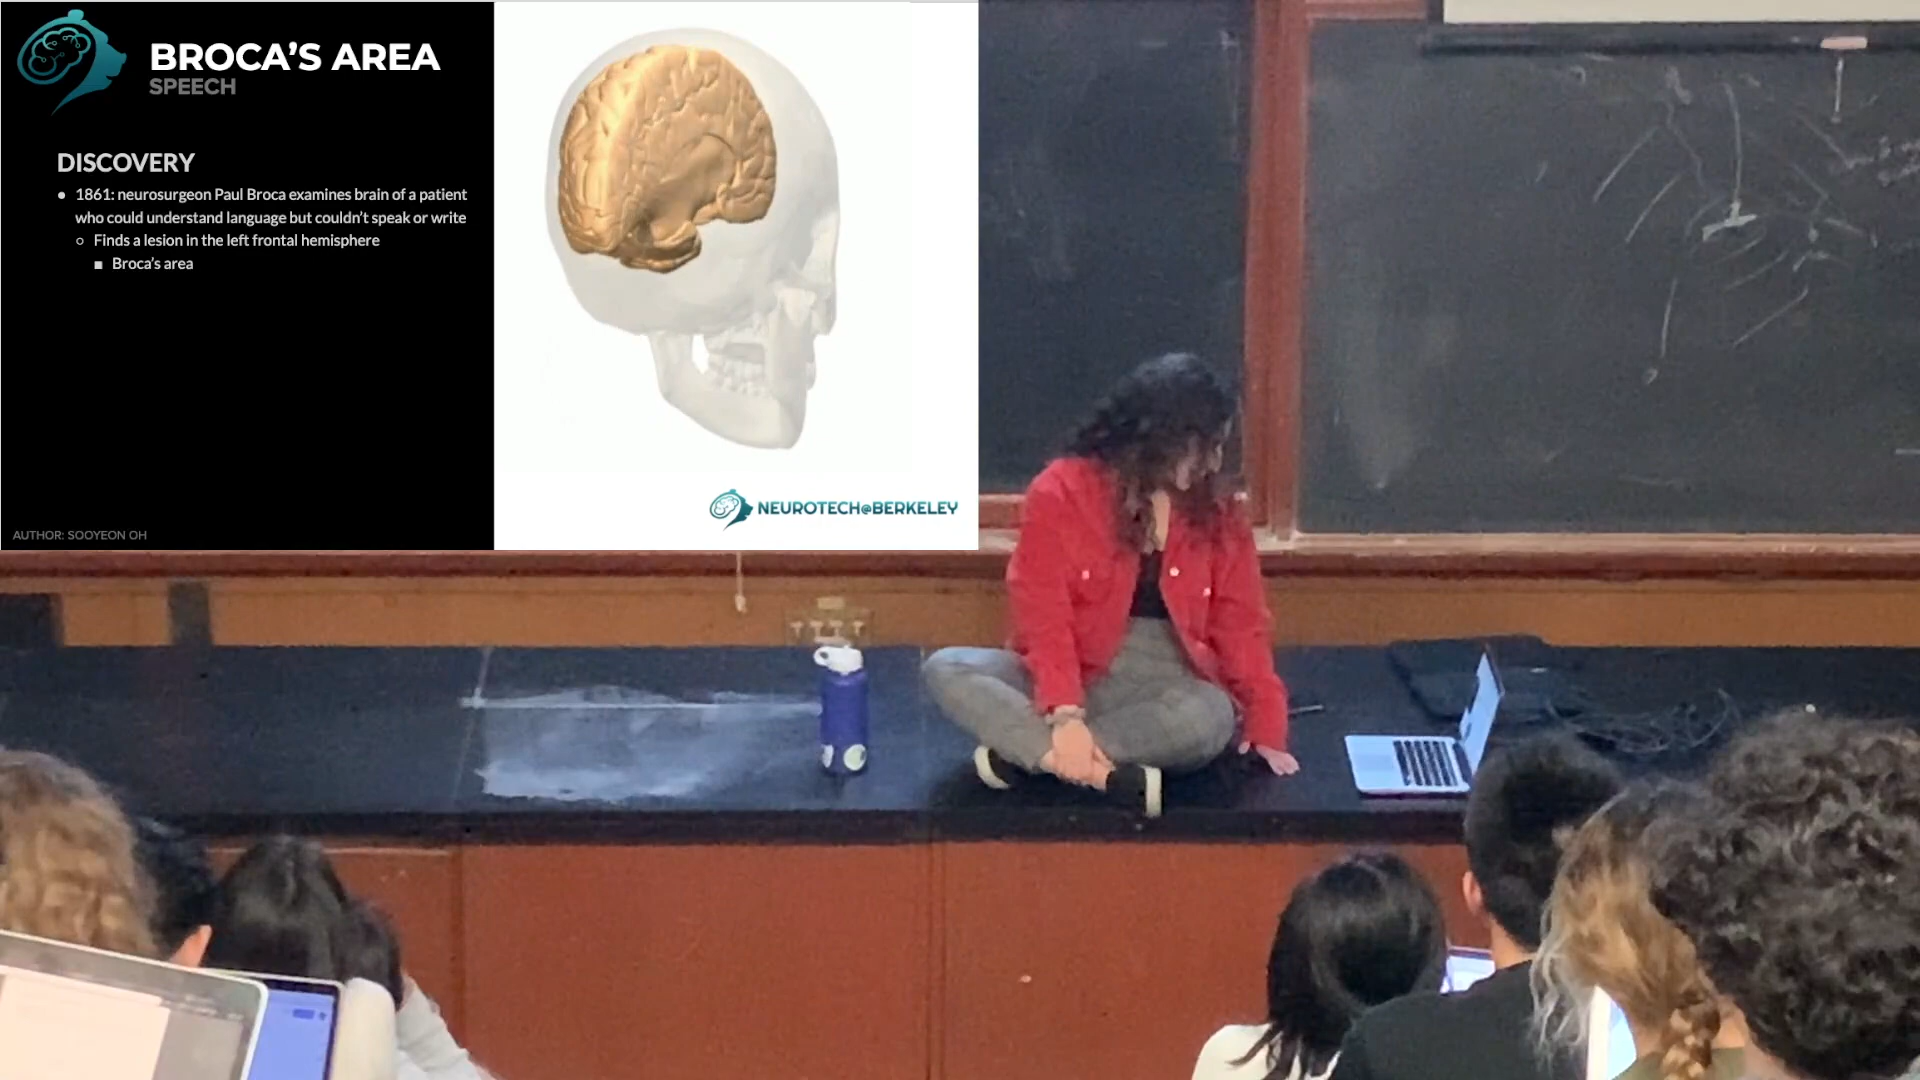 BROCA'S AREA
SPEECH
DISCOVERY
● 1861: neurosurgeon Paul Broca examines brain of a patient
who could understand language but couldn't speak or write
○ Finds a lesion in the left frontal hemisphere
■ Broca's area
NEUROTECH@BERKELEY
AUTHOR: SOOYEON OH